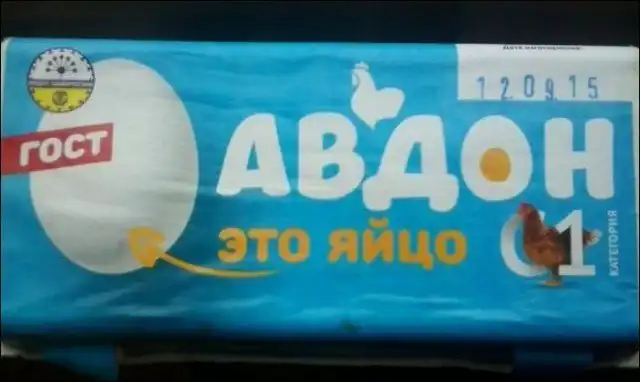 12.09.15
ГОСТ
АВДОН
ЭТО ЯЙЦО
С1
КАТЕГОРИЯ